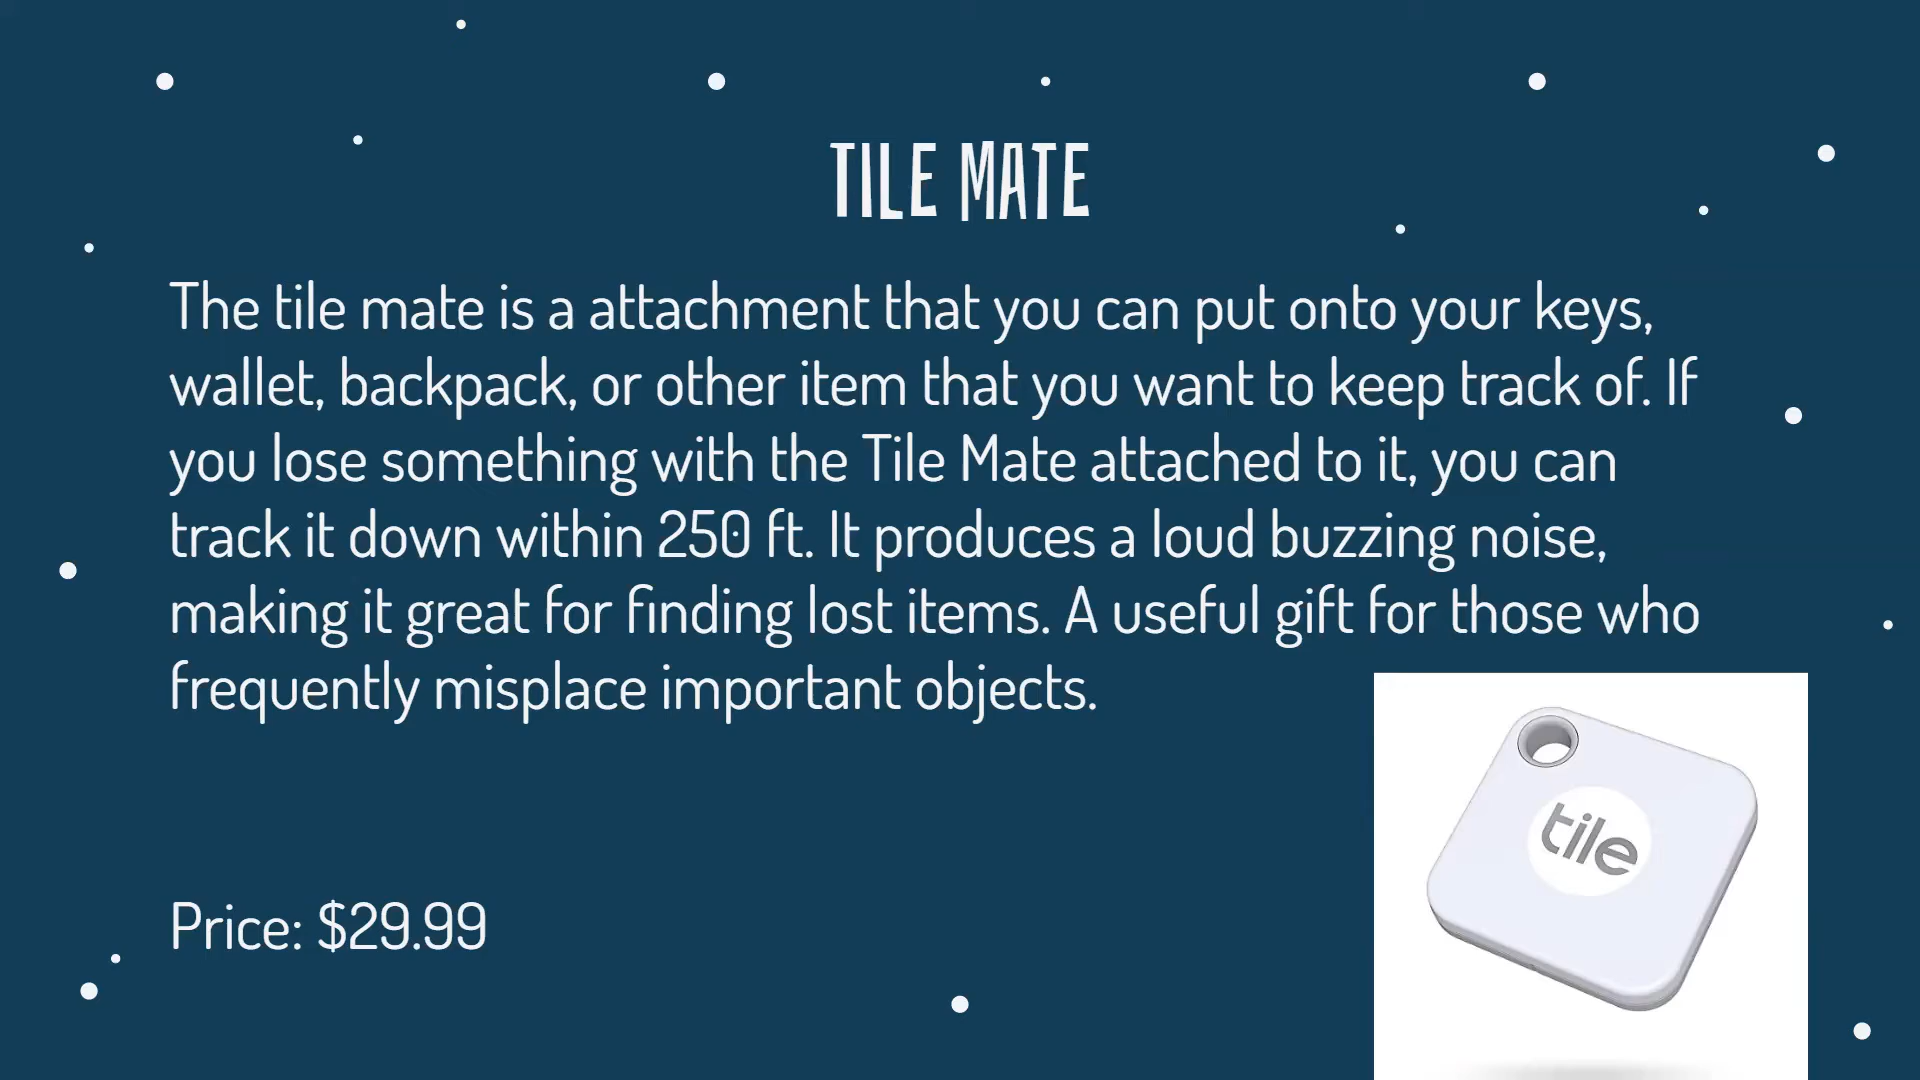 TILE MATE
The tile mate is a attachment that you can put onto your keys,
wallet, backpack, or other item that you want to keep track of. If
you lose something with the Tile Mate attached to it, you can
track it down within 250 ft. It produces a loud buzzing noise,
making it great for finding lost items. A useful gift for those who
frequently misplace important objects.
tile
Price: $29.99